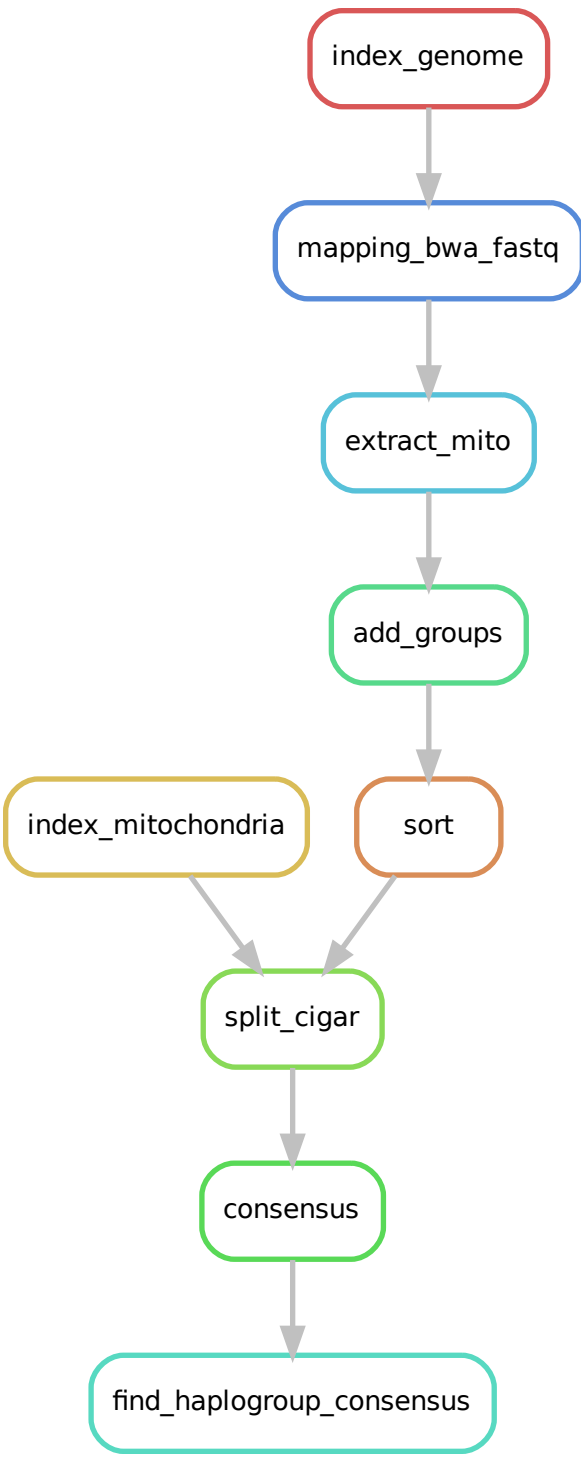 index_genome
mapping_bwa_fastq
extract_mito
add_groups
index_mitochondria
sort
split_cigar
consensus
find_haplogroup_consensus